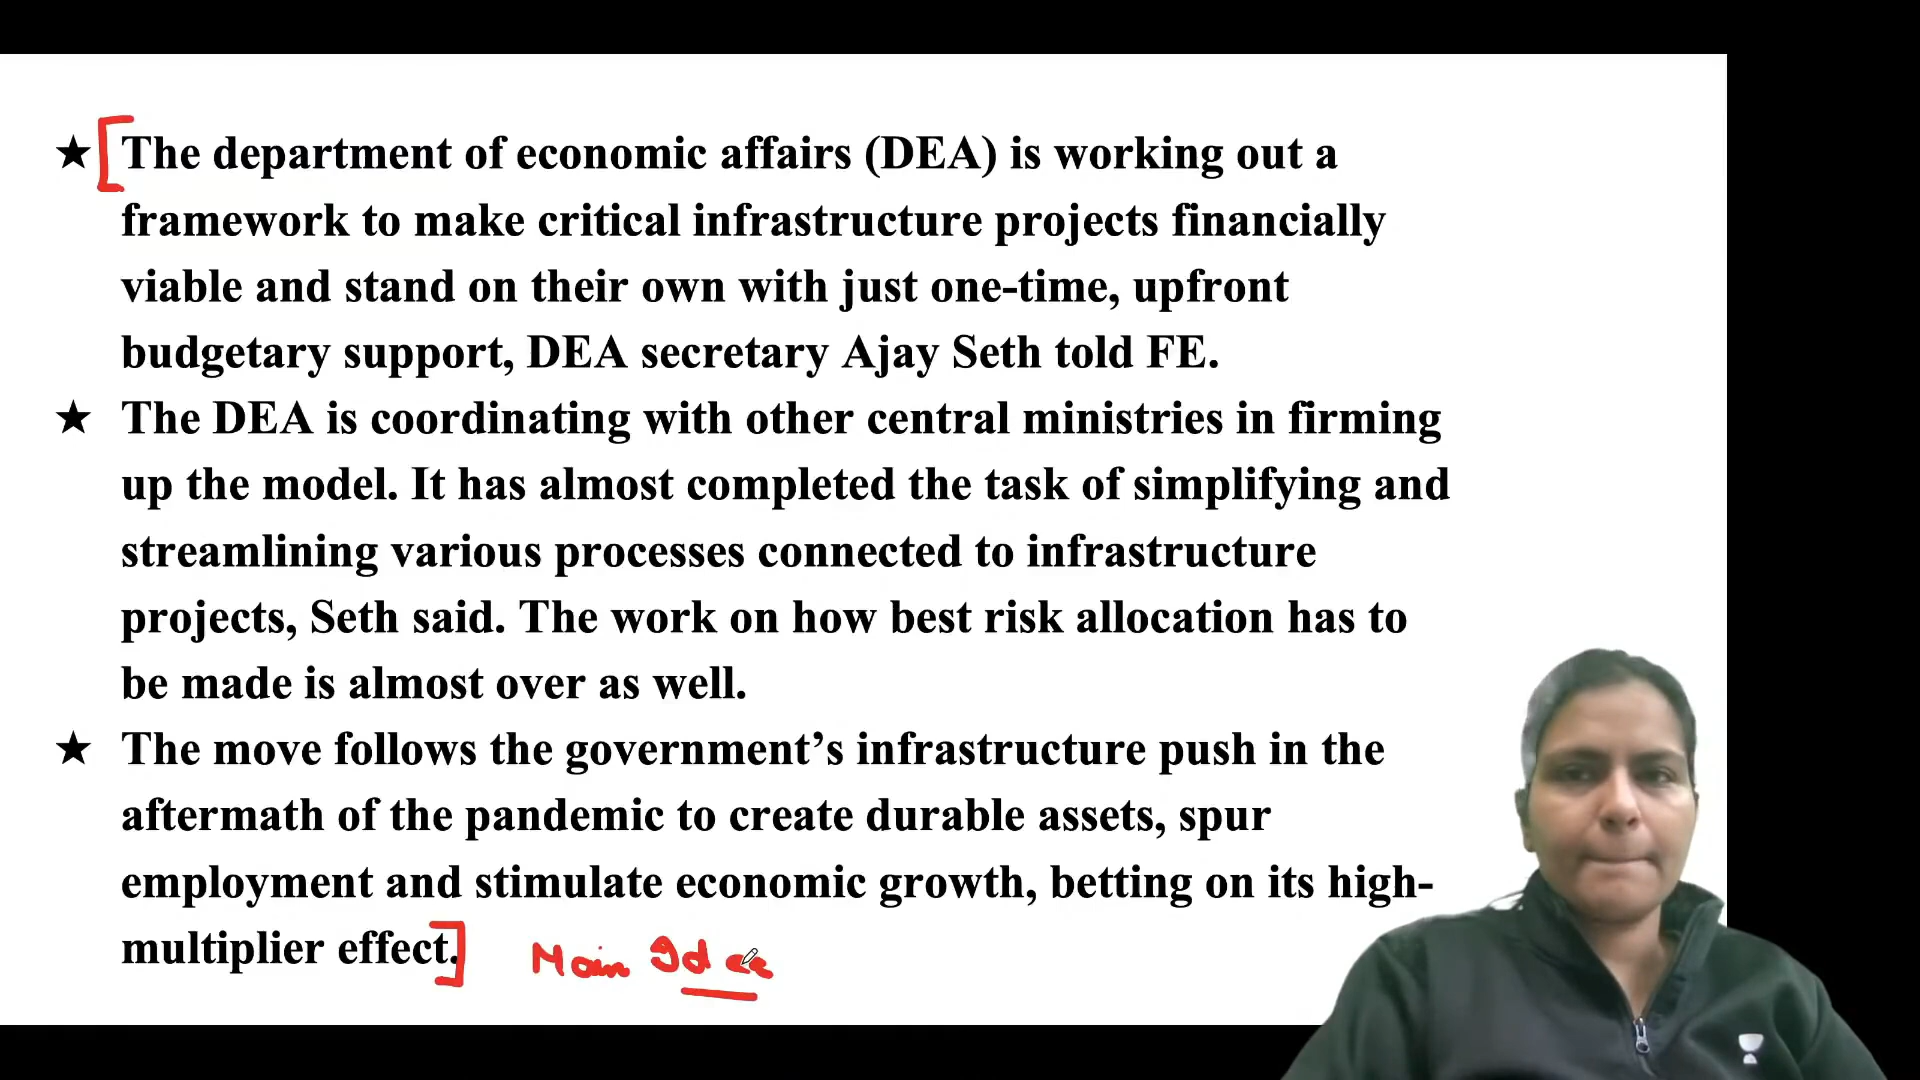 ★ The department of economic affairs (DEA) is working out a
framework to make critical infrastructure projects financially
viable and stand on their own with just one-time, upfront
budgetary support, DEA secretary Ajay Seth told FE.
★ The DEA is coordinating with other central ministries in firming
up the model. It has almost completed the task of simplifying and
streamlining various processes connected to infrastructure
projects, Seth said. The work on how best risk allocation has to
be made is almost over as well.
★ The move follows the government’s infrastructure push in the
aftermath of the pandemic to create durable assets, spur
employment and stimulate economic growth, betting on its high-
multiplier effect.
Main Idea